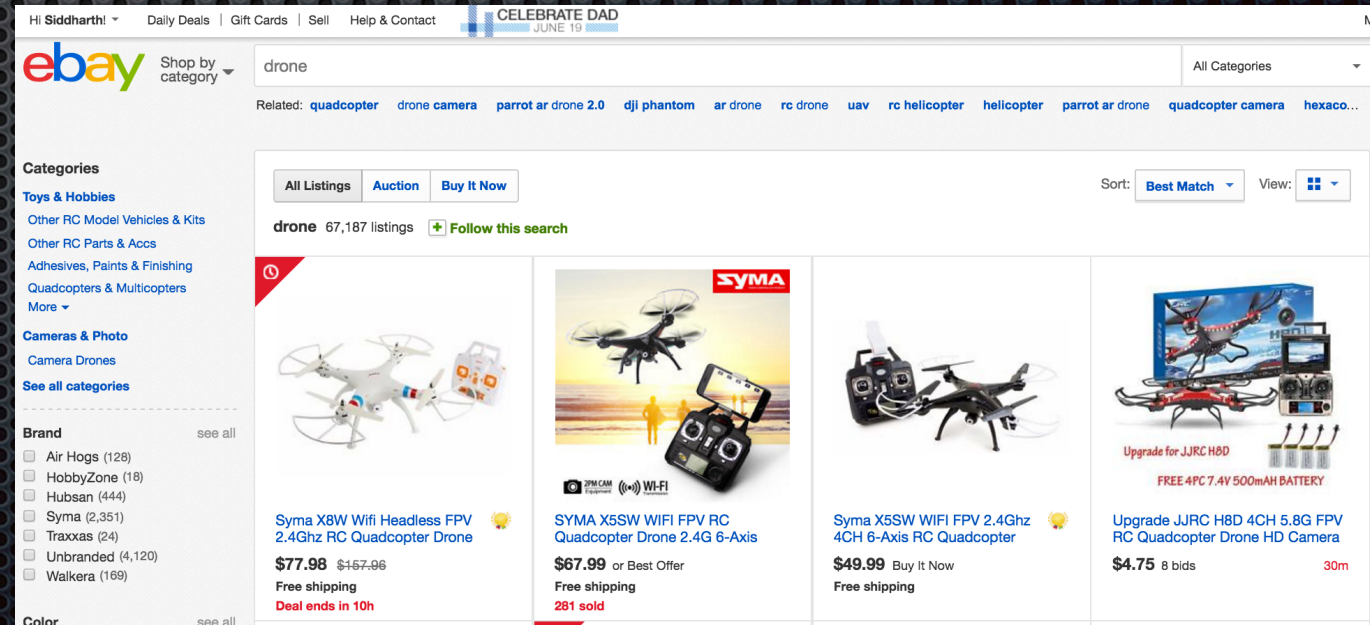 Hi Siddharth!
Daily Deals | Gift Cards | Sell Help & Contact
CELEBRATE DAD
JUNE 19
ebay
Shop by
category
drone
All Categories
Related: quadcopter drone camera parrot ar drone 2.0 dji phantom ar drone rc drone uav rc helicopter helicopter parrot ar drone quadcopter camera hexaco...
Categories
Toys & Hobbies
Other RC Model Vehicles & Kits
Other RC Parts & Accs
Adhesives, Paints & Finishing
Quadcopters & Multicopters
More
Cameras & Photo
Camera Drones
See all categories
Brand see all
Air Hogs (128)
HobbyZone (18)
Hubsan (444)
Syma (2,351)
Traxxas (24)
Unbranded (4,120)
Walkera (169)
Color see all
All Listings Auction Buy It Now
Sort: Best Match View:
drone 67,187 listings + Follow this search
Syma X8W Wifi Headless FPV
2.4Ghz RC Quadcopter Drone
$77.98 $157.96
Free shipping
Deal ends in 10h
SYMA
2PM CAM
Equipment
WI-FI
SYMA X5SW WIFI FPV RC
Quadcopter Drone 2.4G 6-Axis
$67.99 or Best Offer
Free shipping
281 sold
Syma X5SW WIFI FPV 2.4Ghz
4CH 6-Axis RC Quadcopter
$49.99 Buy It Now
Free shipping
H8D
Upgrade for JJRC H8D
FREE 4PC 7.4V 500mAH BATTERY
Upgrade JJRC H8D 4CH 5.8G FPV
RC Quadcopter Drone HD Camera
$4.75 8 bids 30m